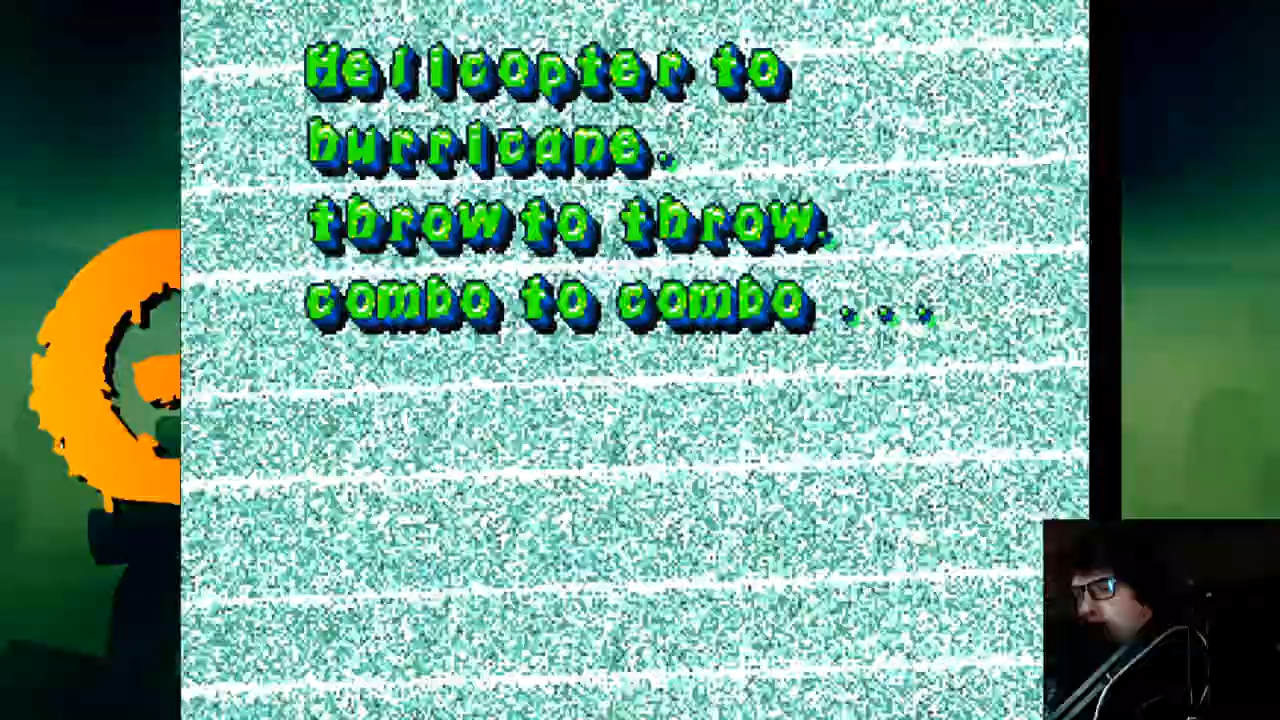 Helicopter to
hurricane.
throw to throw.
combo to combo ...